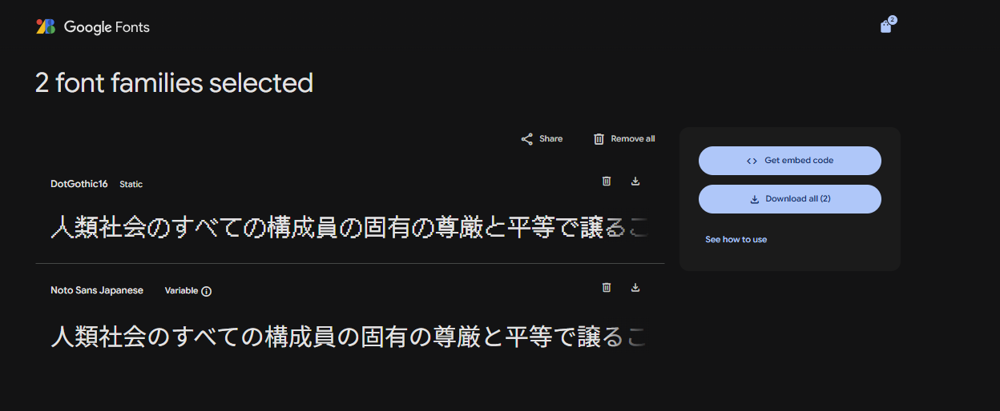 Google Fonts
2
2 font families selected
Share
Remove all
Get embed code
Download all (2)
See how to use
DotGothic16 Static
人類社会のすべての構成員の固有の尊厳と平等で譲るこ
Noto Sans Japanese Variable
人類社会のすべての構成員の固有の尊厳と平等で譲るこ